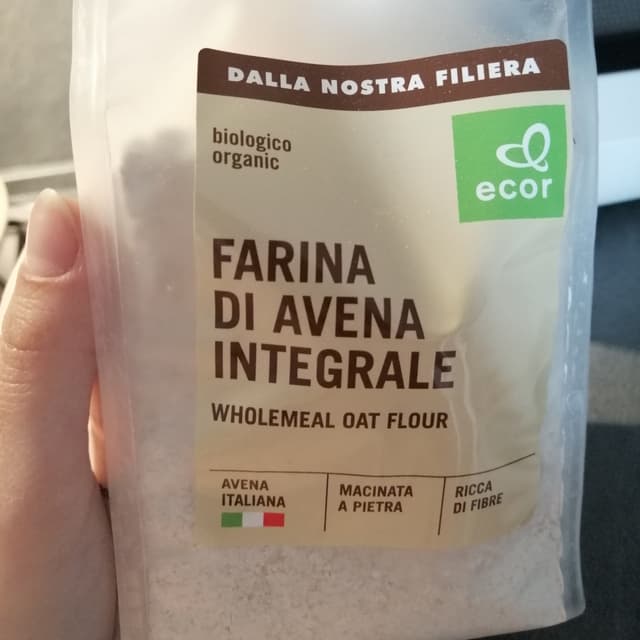 DALLA NOSTRA FILIERA
biologico
organic
ecor
FARINA
DI AVENA
INTEGRALE
WHOLEMEAL OAT FLOUR
AVENA
ITALIANA
MACINATA
A PIETRA
RICCA
DI FIBRE